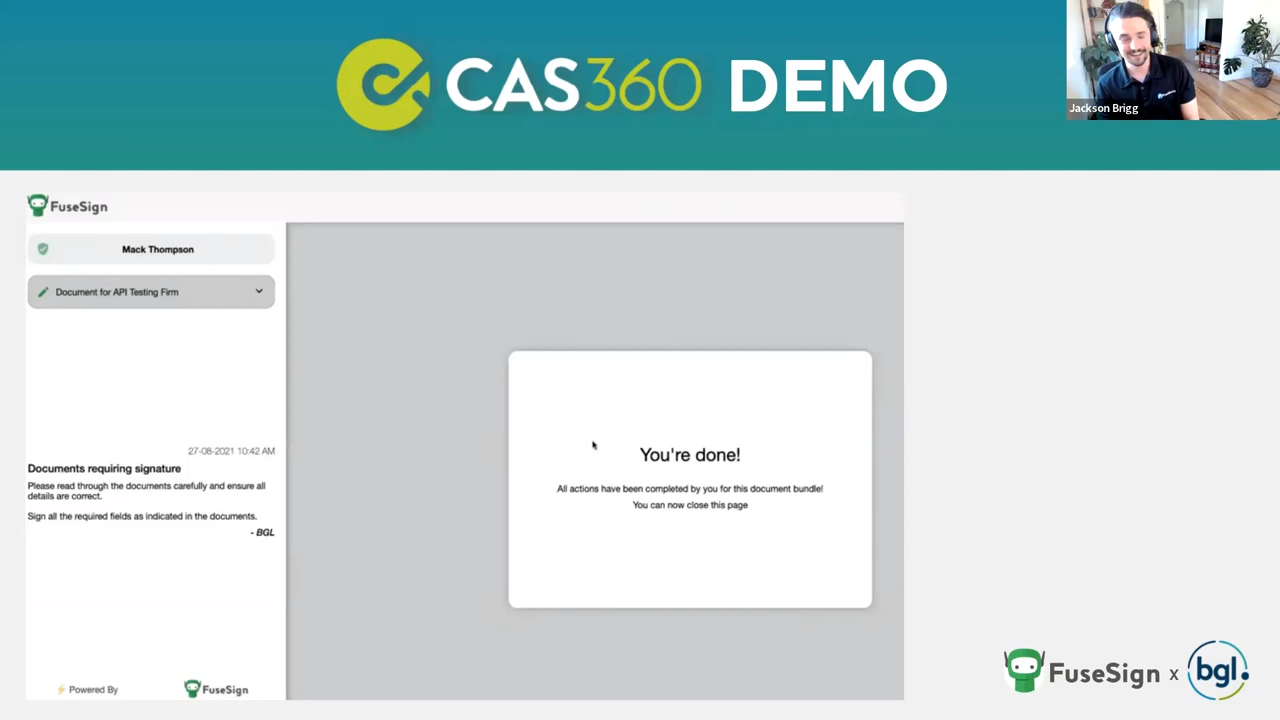 CAS360 DEMO
Jackson Brigg
FuseSign
Mack Thompson
Document for API Testing Firm
27-08-2021 10:42 AM
Documents requiring signature
Please read through the documents carefully and ensure all
details are correct.
Sign all the required fields as indicated in the documents.
- BGL
Powered By FuseSign
You're done!
All actions have been completed by you for this document bundle!
You can now close this page
FuseSign x bgl.